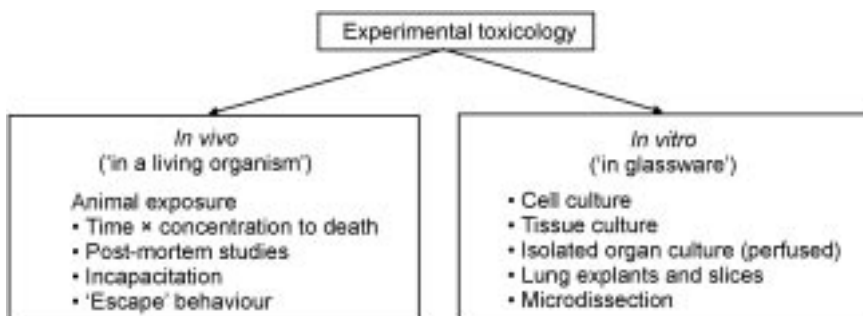 Experimental toxicology
In vivo
('in a living organism')
Animal exposure
• Time × concentration to death
• Post-mortem studies
• Incapacitation
• 'Escape' behaviour
In vitro
('in glassware')
• Cell culture
• Tissue culture
• Isolated organ culture (perfused)
• Lung explants and slices
• Microdissection